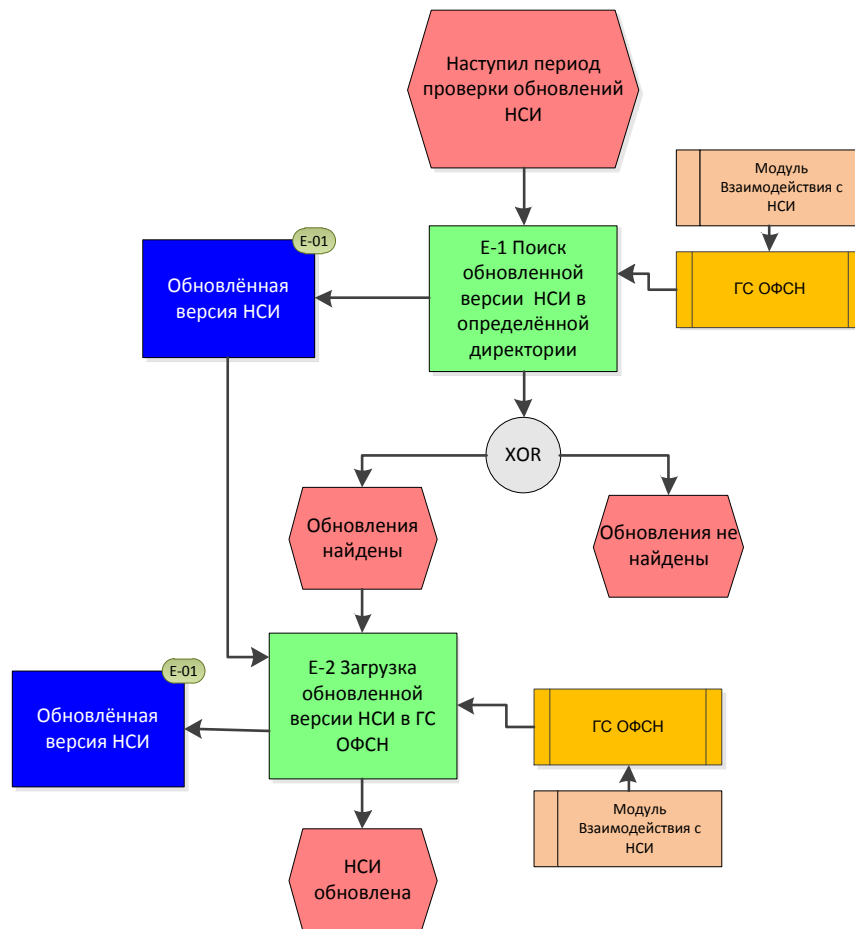 Наступил период
проверки обновлений
НСИ
Модуль
Взаимодействия с
НСИ
ГС ОФСН
E-01
Обновлённая
версия НСИ
E-1 Поиск
обновленной
версии НСИ в
определённой
директории
XOR
Обновления
найдены
Обновления не
найдены
E-01
Обновлённая
версия НСИ
E-2 Загрузка
обновленной
версии НСИ в ГС
ОФСН
ГС ОФСН
Модуль
Взаимодействия с
НСИ
НСИ
обновлена